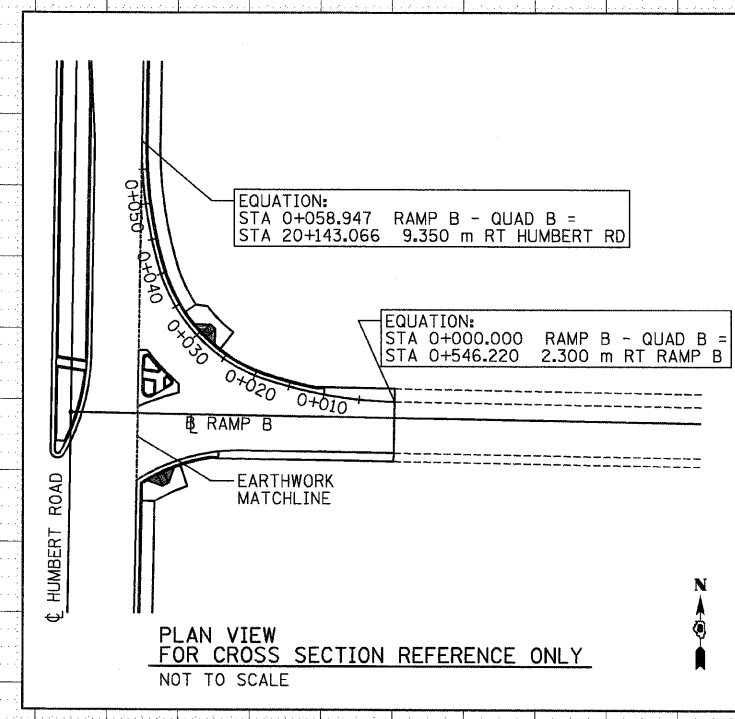 EQUATION:
STA 0+058.947 RAMP B - QUAD B =
STA 20+143.066 9.350 m RT HUMBERT RD
EQUATION:
STA 0+000.000 RAMP B - QUAD B =
STA 0+546.220 2.300 m RT RAMP B
0+050
0+040
0+030
0+020
0+010
℄ RAMP B
EARTHWORK
MATCHLINE
℄ HUMBERT ROAD
N
PLAN VIEW
FOR CROSS SECTION REFERENCE ONLY
NOT TO SCALE